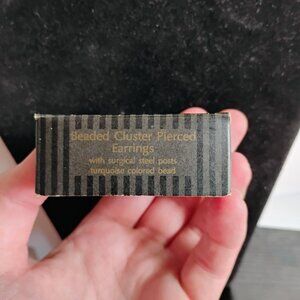 Beaded Cluster Pierced
Earrings
with surgical steel posts
turquoise colored bead